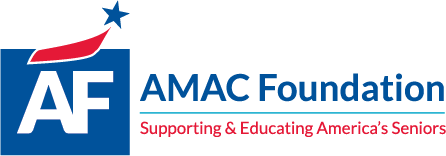 AF
AMAC Foundation
Supporting & Educating America's Seniors